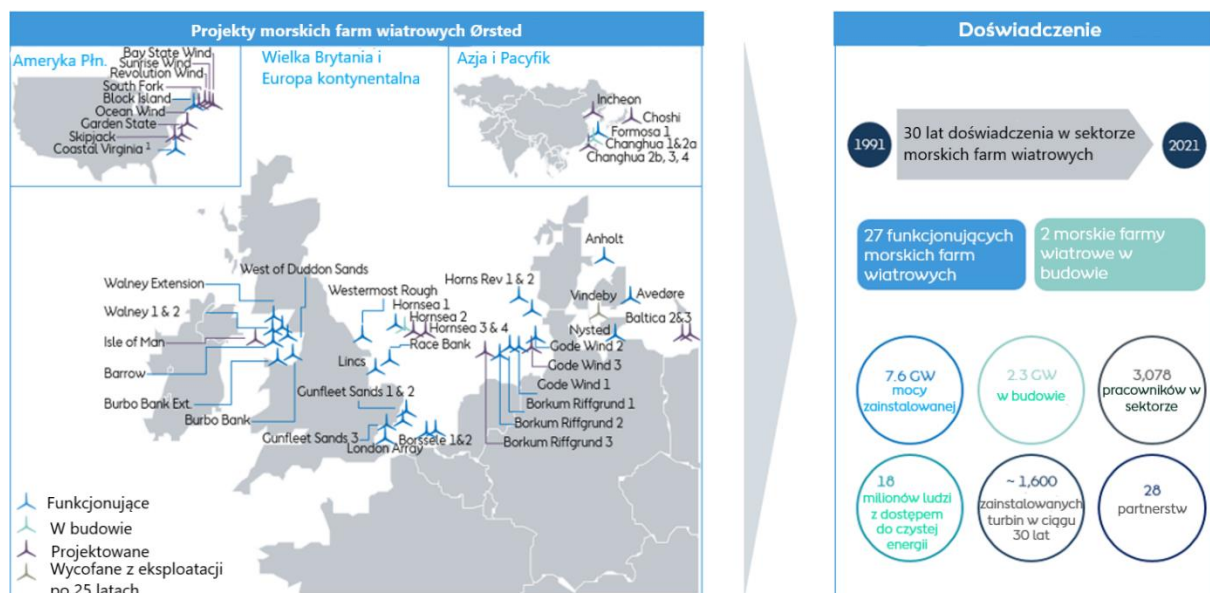 Projekty morskich farm wiatrowych Ørsted
Ameryka Płn.
Bay State Wind
Sunrise Wind
Revolution Wind
South Fork
Block Island
Ocean Wind
Garden State
Skipjack
Coastal Virginia 1
Wielka Brytania i
Europa kontynentalna
Azja i Pacyfik
Incheon
Choshi
Formosa 1
Changhua 1&2a
Changhua 2b, 3, 4
Walney Extension
West of Duddon Sands
Walney 1 & 2
Isle of Man
Barrow
Burbo Bank Ext.
Burbo Bank
Westermost Rough
Hornsea 1
Hornsea 2
Hornsea 3 & 4
Race Bank
Lincs
Gunfleet Sands 1 & 2
Gunfleet Sands 3
London Array
Borssele 1&2
Horns Rev 1 & 2
Anholt
Vindeby
Avedøre
Nysted
Baltica 2&3
Gode Wind 2
Gode Wind 3
Gode Wind 1
Borkum Riffgrund 1
Borkum Riffgrund 2
Borkum Riffgrund 3
Funkcjonujące
W budowie
Projektowane
Wycofane z eksploatacji
po 25 latach
Doświadczenie
1991
30 lat doświadczenia w sektorze
morskich farm wiatrowych
2021
27 funkcjonujących
morskich farm
wiatrowych
2 morskie farmy
wiatrowe w
budowie
7.6 GW
mocy
zainstalowanej
2.3 GW
w budowie
3,078
pracowników w
sektorze
18
milionów ludzi
z dostępem
do czystej
energii
~ 1,600
zainstalowanych
turbin w ciągu
30 lat
28
partnerstw